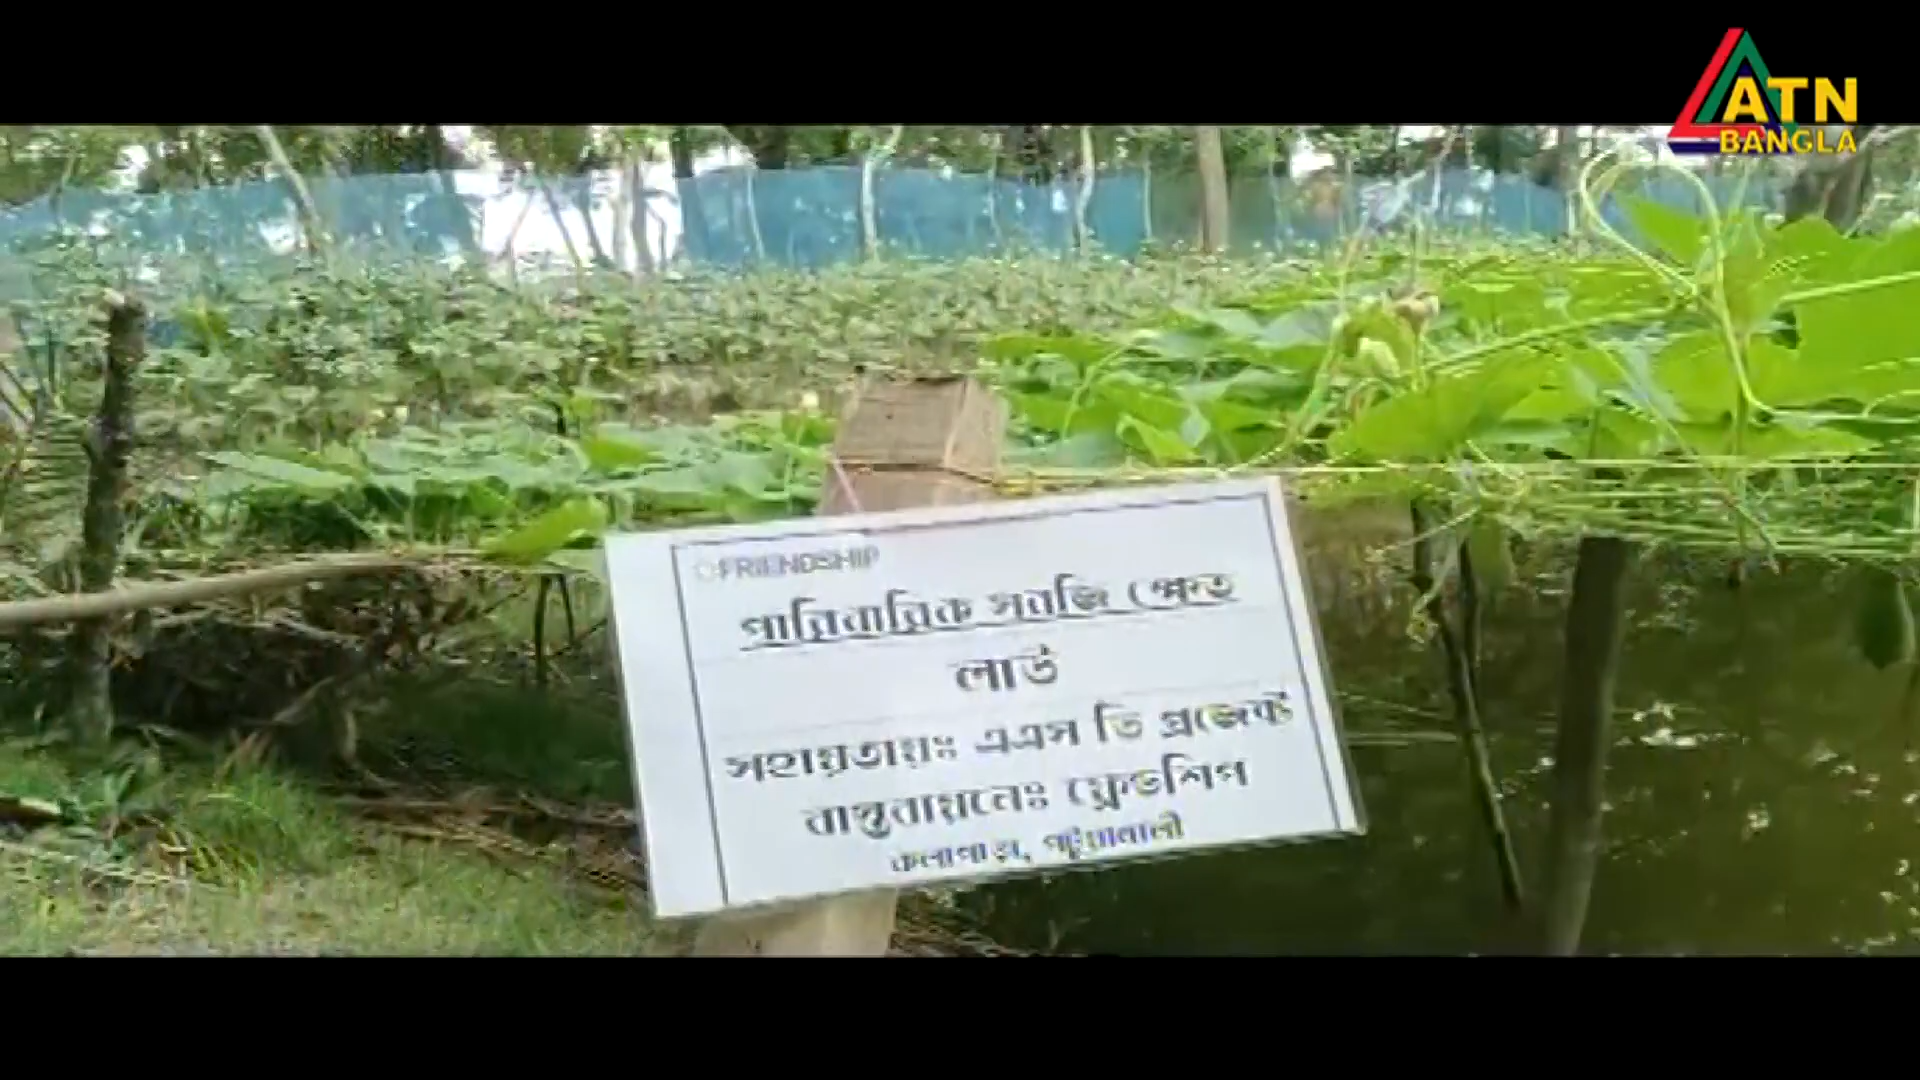 ATN
BANGLA
FRIENDSHIP
পারিবারিক সবজি ক্ষেত
লাউ
সহায়তায়ঃ এএস ডি প্রজেক্ট
বাস্তবায়নেঃ ফ্রেন্ডশিপ
কলাপাড়া, পটুয়াখালী